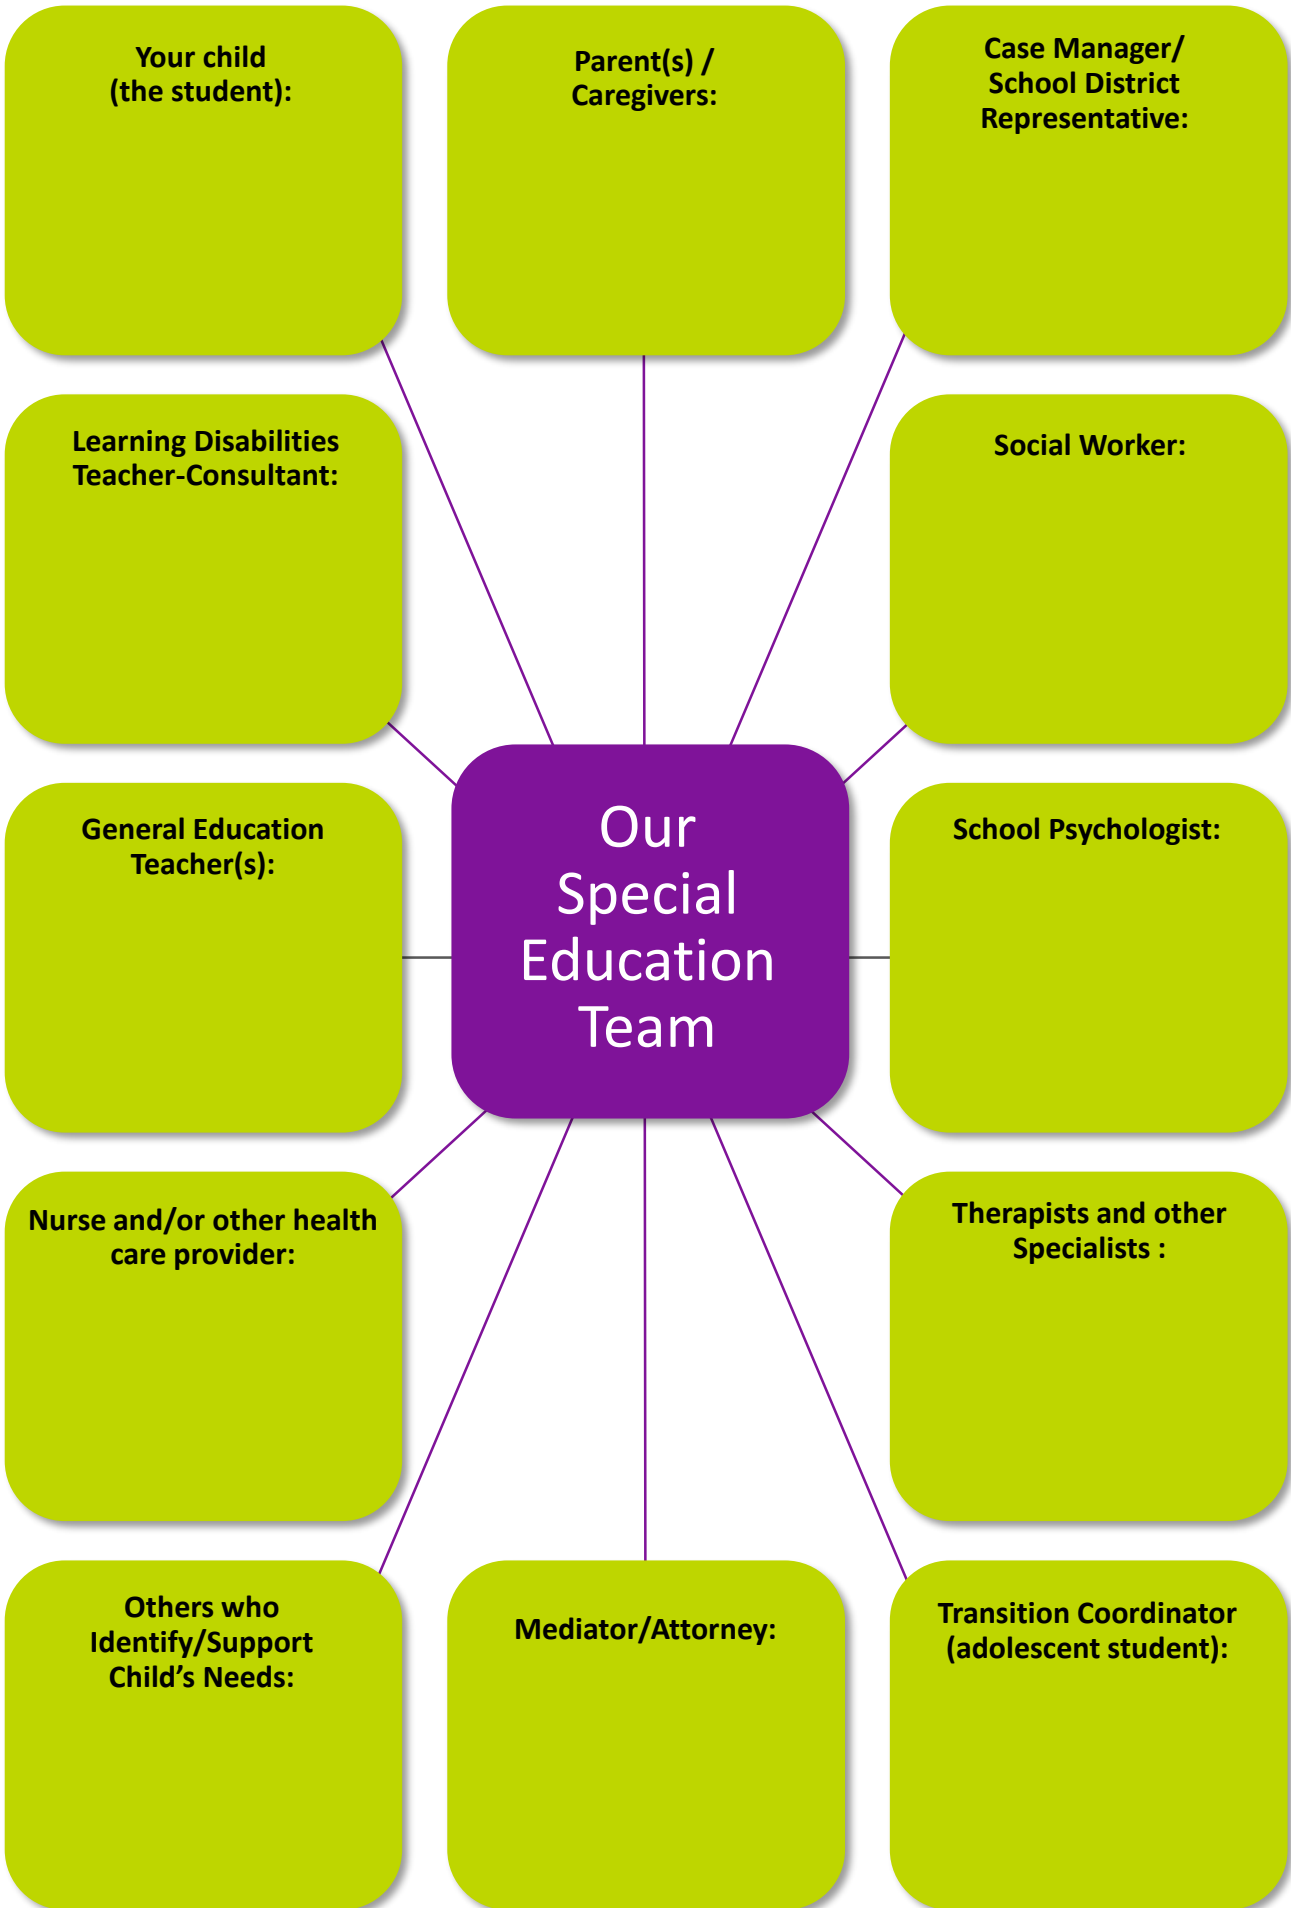 Your child
(the student):
Parent(s) /
Caregivers:
Case Manager/
School District
Representative:
Learning Disabilities
Teacher-Consultant:
Social Worker:
General Education
Teacher(s):
Our
Special
Education
Team
School Psychologist:
Nurse and/or other health
care provider:
Therapists and other
Specialists :
Others who
Identify/Support
Child’s Needs:
Mediator/Attorney:
Transition Coordinator
(adolescent student):